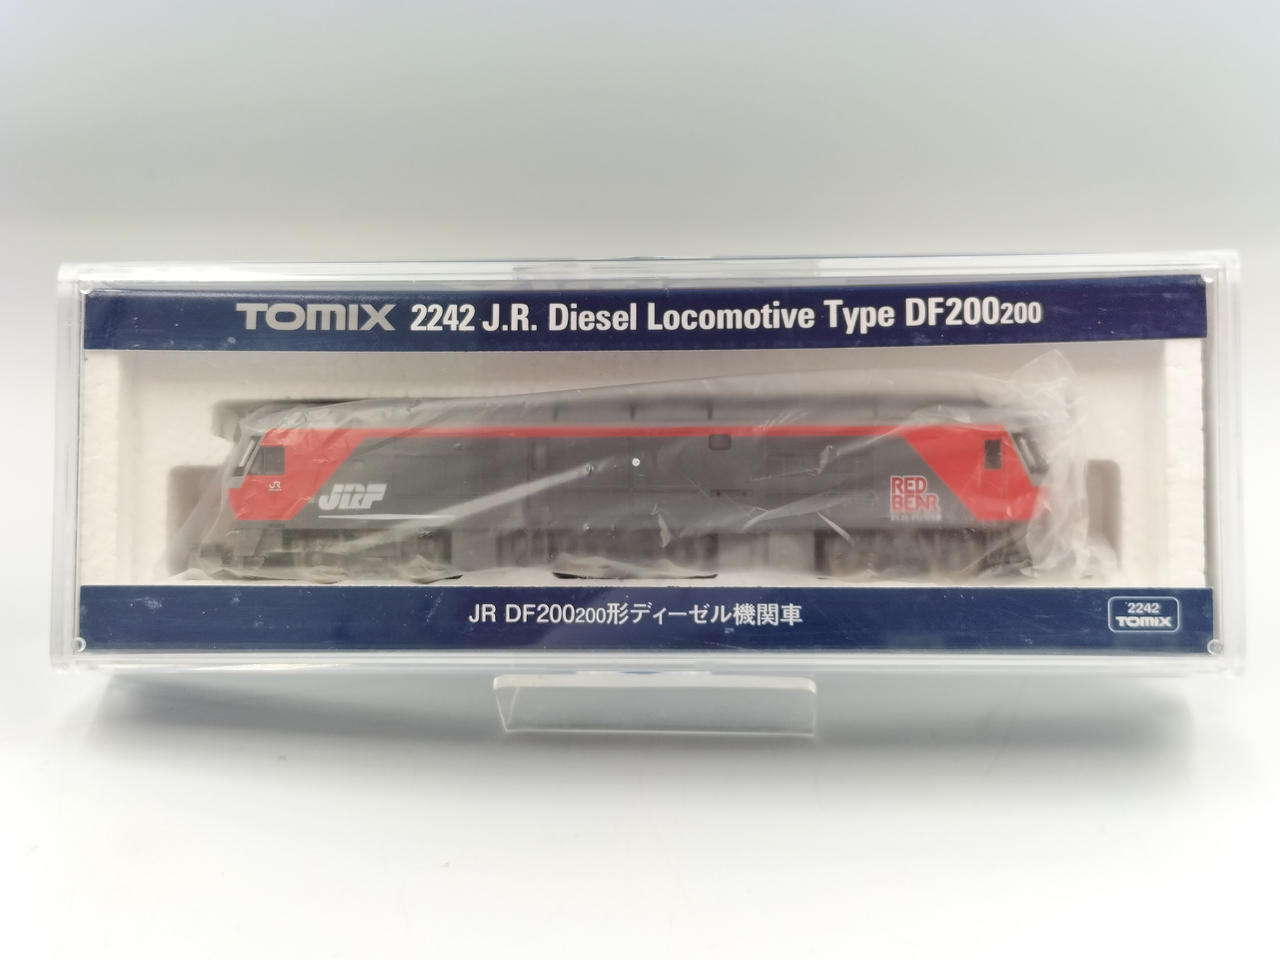 TOMIX 2242 J.R. Diesel Locomotive Type DF200200
JR
JRF
RED
BEAR
JR DF200200形ディーゼル機関車
2242
TOMIX